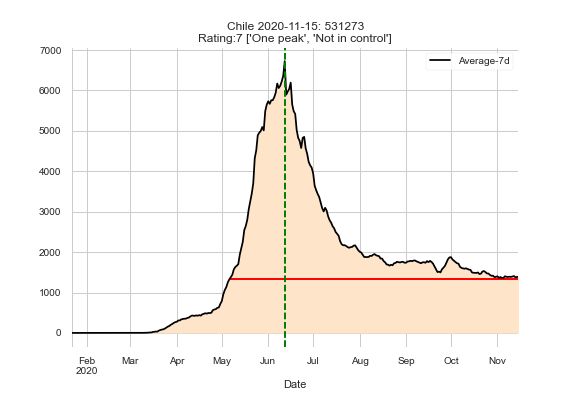 Chile 2020-11-15: 531273
Rating:7 ['One peak', 'Not in control']
Average-7d
7000
6000
5000
4000
3000
2000
1000
0
Feb Mar Apr May Jun Jul Aug Sep Oct Nov
2020
Date